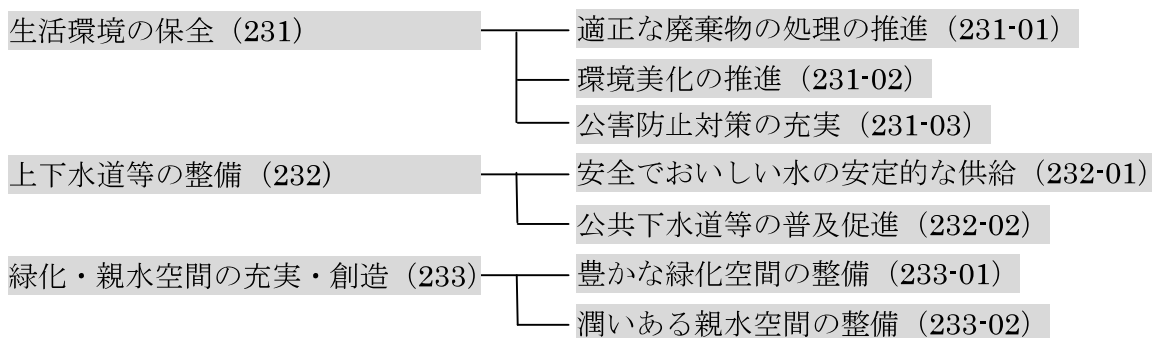 生活環境の保全（231）
適正な廃棄物の処理の推進（231-01）
環境美化の推進（231-02）
公害防止対策の充実（231-03）
上下水道等の整備（232）
安全でおいしい水の安定的な供給（232-01）
公共下水道等の普及促進（232-02）
緑化・親水空間の充実・創造（233）
豊かな緑化空間の整備（233-01）
潤いある親水空間の整備（233-02）